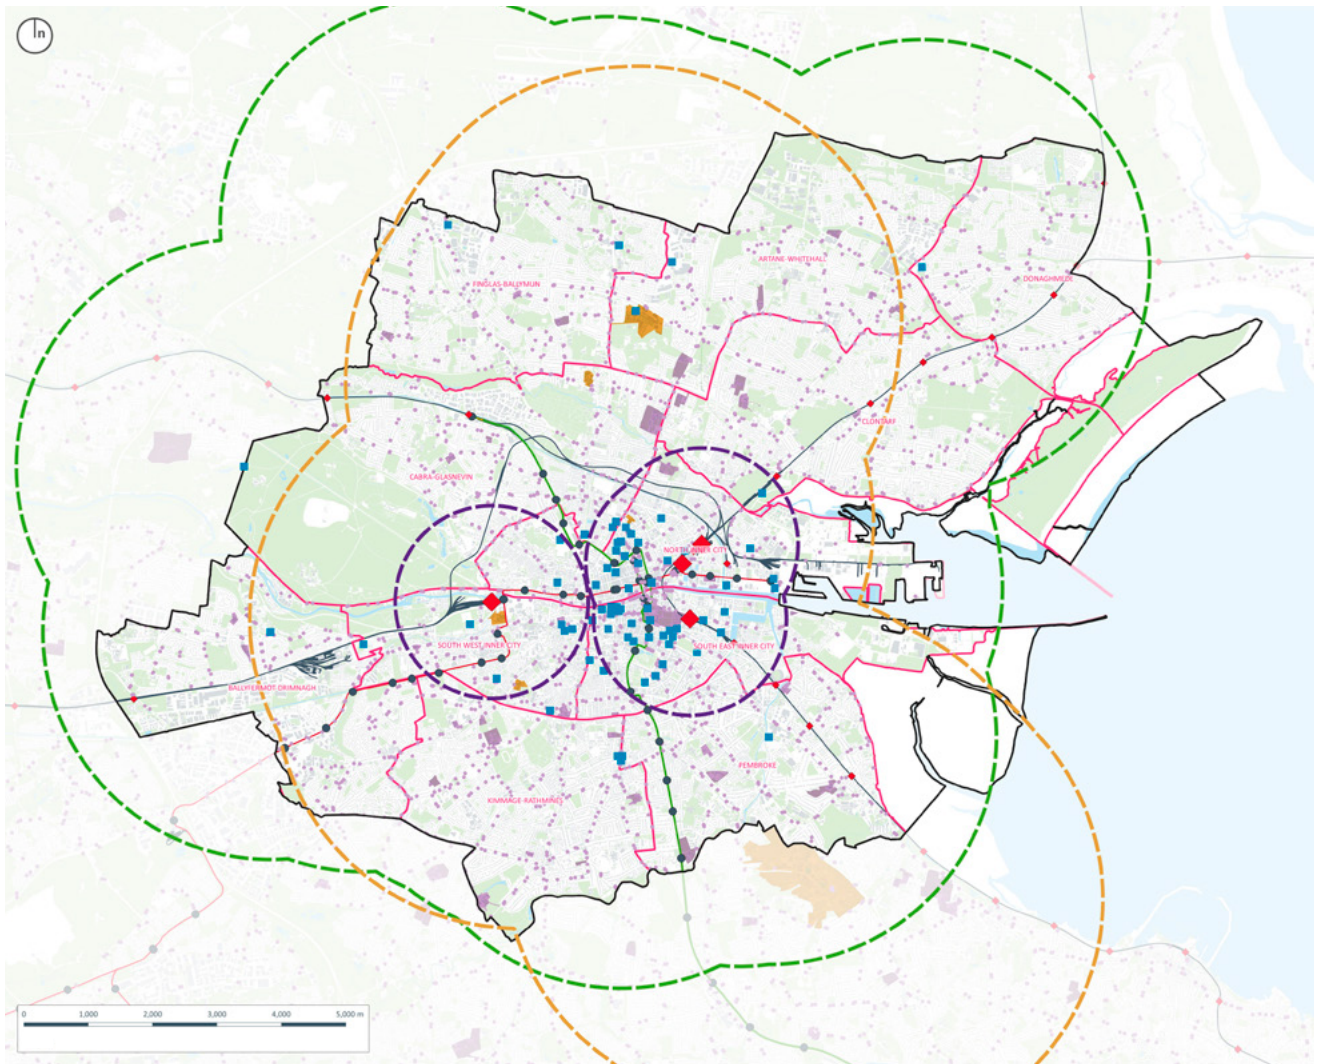 n
ARTANE-WHITEHALL
DONAGHMEDE
FINGLAS-BALLYMUN
CLONTARF
CABRA-GLASNEVIN
NORTH INNER CITY
SOUTH WEST INNER CITY
SOUTH EAST INNER CITY
BALLYFERMOT-DRIMNAGH
PEMBROKE
KIMMAGE-RATHMINES
0 1,000 2,000 3,000 4,000 5,000 m